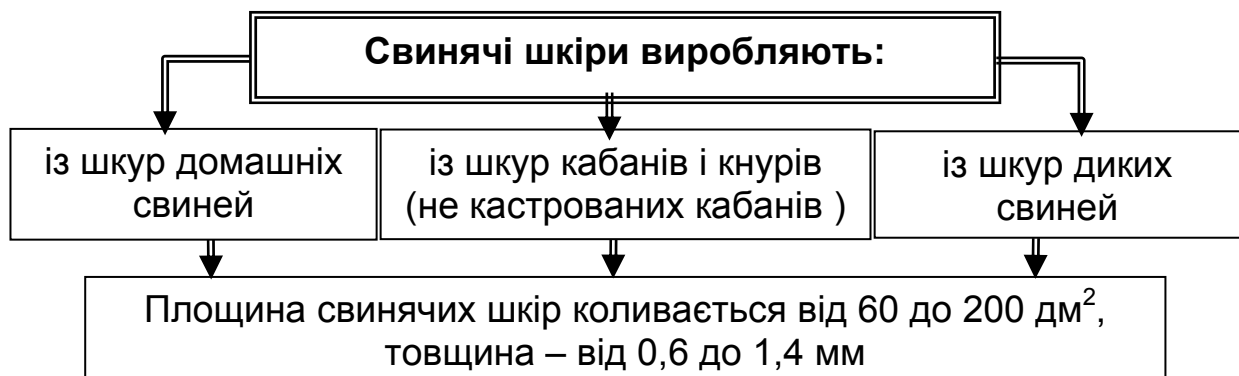 Свинячі шкіри виробляють:
із шкур домашніх
свиней
із шкур кабанів і кнурів
(не кастрованих кабанів )
із шкур диких
свиней
Площина свинячих шкір коливається від 60 до 200 дм²,
товщина – від 0,6 до 1,4 мм